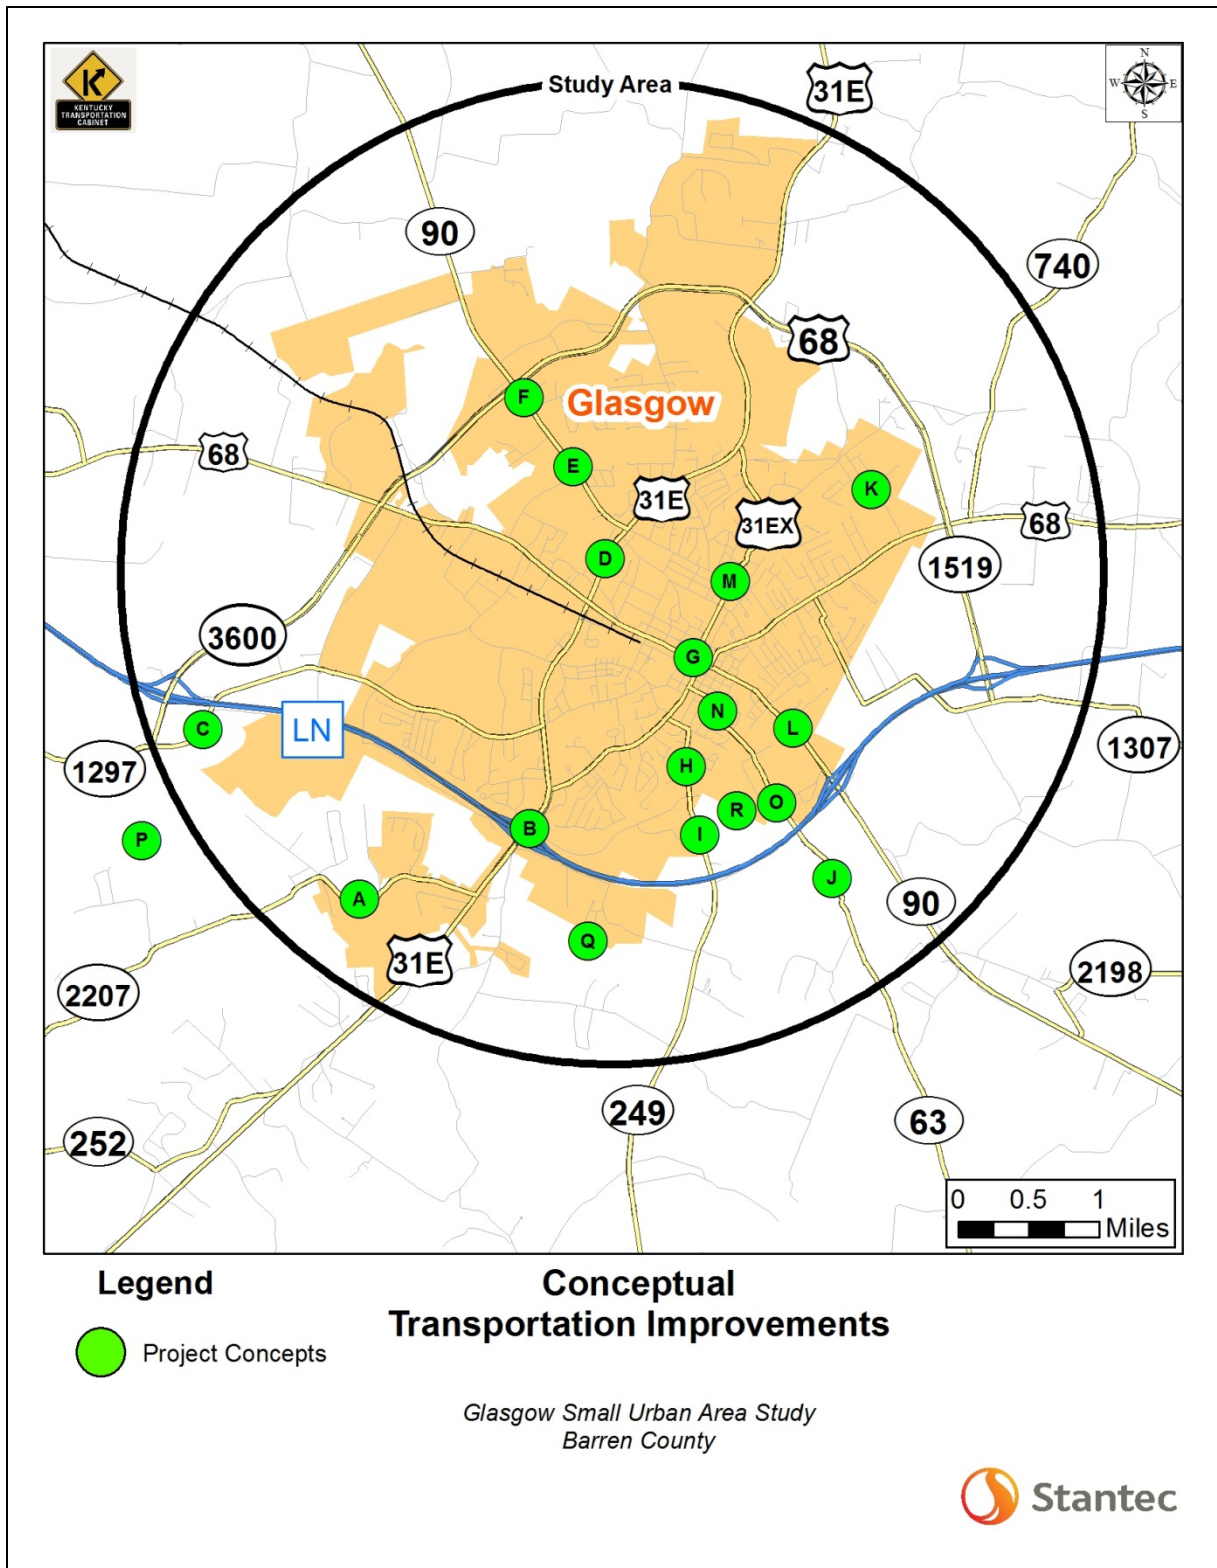 KENTUCKY
TRANSPORTATION
CABINET
Study Area
31E
N
W E
S
90
740
68
F
Glasgow
68
E
31E
K
31EX
68
D
1519
M
3600
G
N
C
LN
L
1307
1297
H
R
O
B
I
P
J
A
90
Q
31E
2198
2207
249
63
252
0 0.5 1
Miles
Legend
Conceptual
Transportation Improvements
Project Concepts
Glasgow Small Urban Area Study
Barren County
Stantec